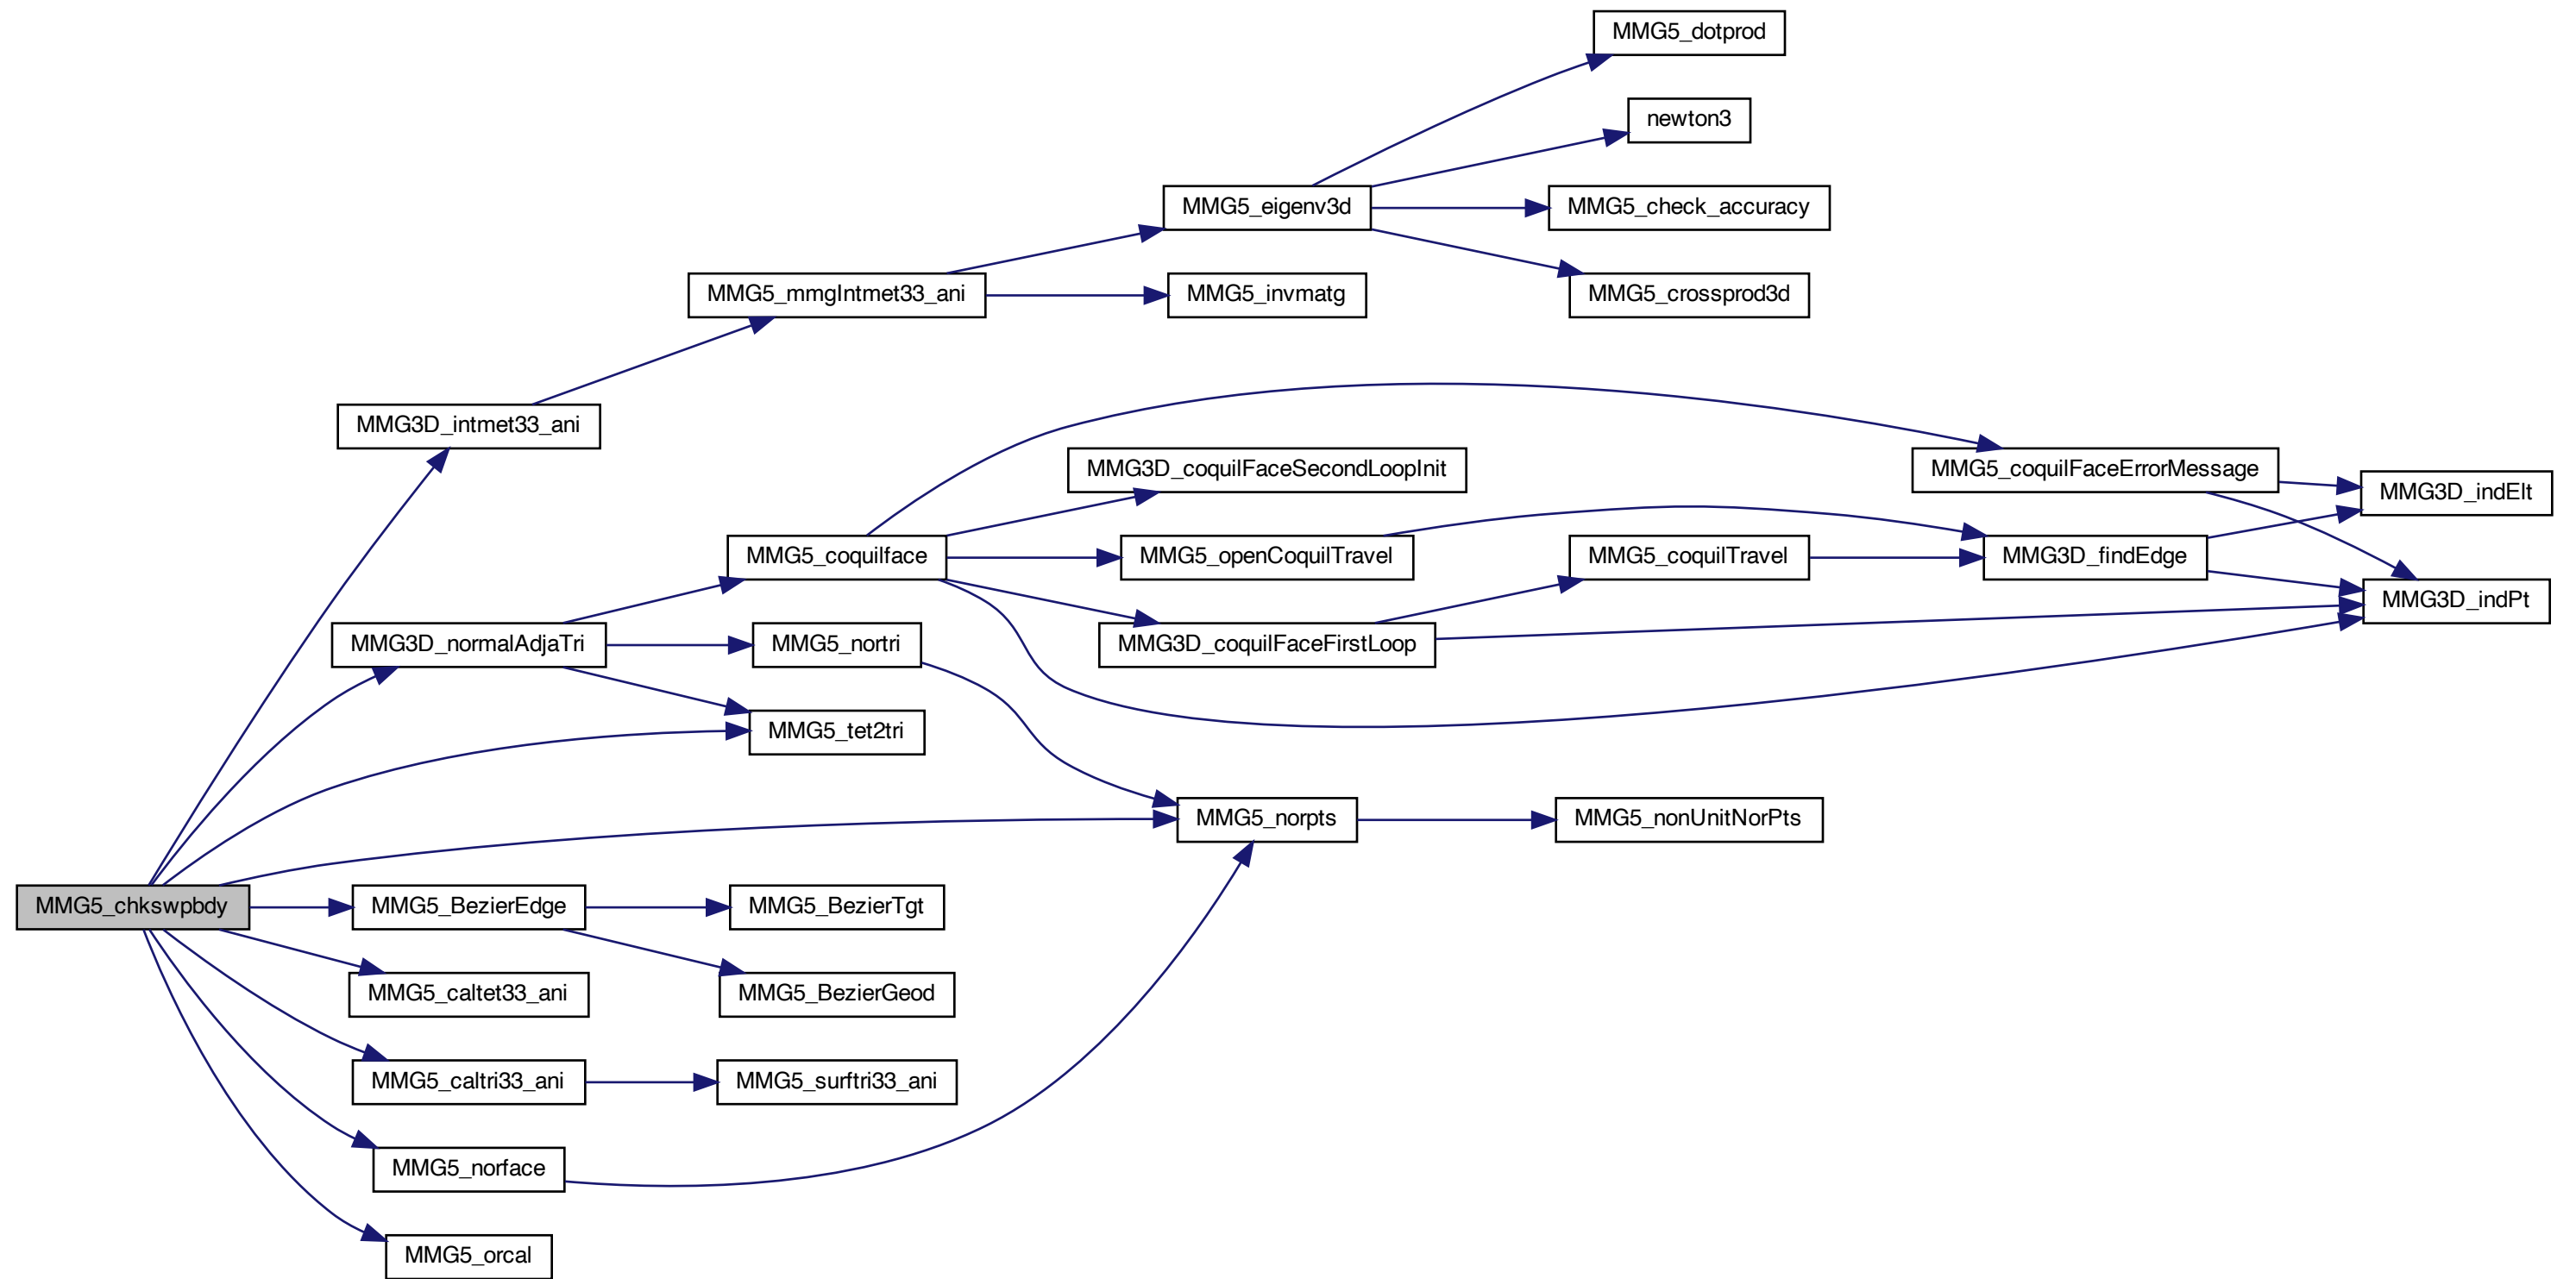 MMG5_dotprod
newton3
MMG5_eigenv3d
MMG5_check_accuracy
MMG5_mmgIntmet33_ani
MMG5_invmatg
MMG5_crossprod3d
MMG3D_intmet33_ani
MMG3D_coquilFaceSecondLoopInit
MMG5_coquilFaceErrorMessage
MMG3D_indElt
MMG5_coquilface
MMG5_openCoquilTravel
MMG5_coquilTravel
MMG3D_findEdge
MMG3D_indPt
MMG3D_normalAdjaTri
MMG5_nortri
MMG3D_coquilFaceFirstLoop
MMG5_tet2tri
MMG5_norpts
MMG5_nonUnitNorPts
MMG5_chkswpbdy
MMG5_BezierEdge
MMG5_BezierTgt
MMG5_caltet33_ani
MMG5_BezierGeod
MMG5_caltri33_ani
MMG5_surftri33_ani
MMG5_norface
MMG5_orcal